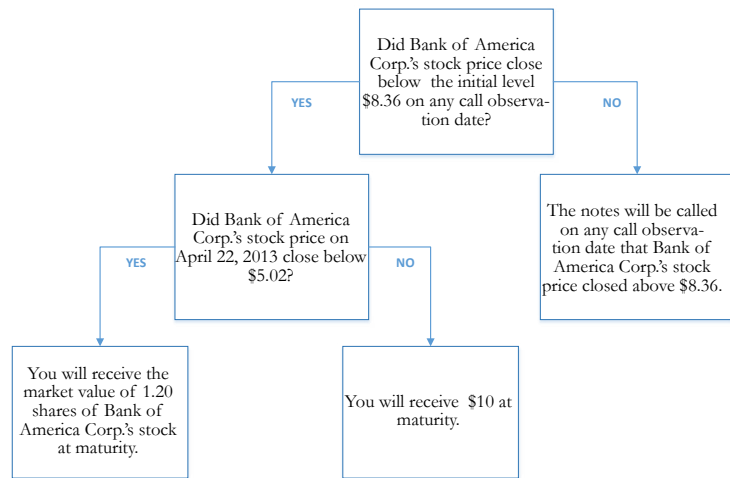 Did Bank of America
Corp.'s stock price close
below the initial level
$8.36 on any call observa-
tion date?
YES
NO
Did Bank of America
Corp.'s stock price on
April 22, 2013 close below
$5.02?
The notes will be called
on any call observa-
tion date that Bank of
America Corp.'s stock
price closed above $8.36.
YES
NO
You will receive the
market value of 1.20
shares of Bank of
America Corp.'s stock
at maturity.
You will receive $10 at
maturity.